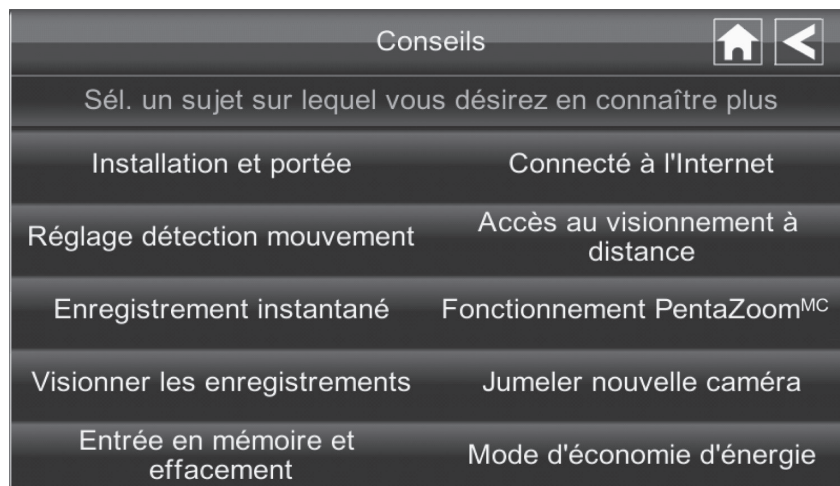 Conseils
Sél. un sujet sur lequel vous désirez en connaître plus
Installation et portée
Connecté à l'Internet
Réglage détection mouvement
Accès au visionnement à
distance
Enregistrement instantané
Fonctionnement PentaZoomMC
Visionner les enregistrements
Jumeler nouvelle caméra
Entrée en mémoire et
effacement
Mode d'économie d'énergie